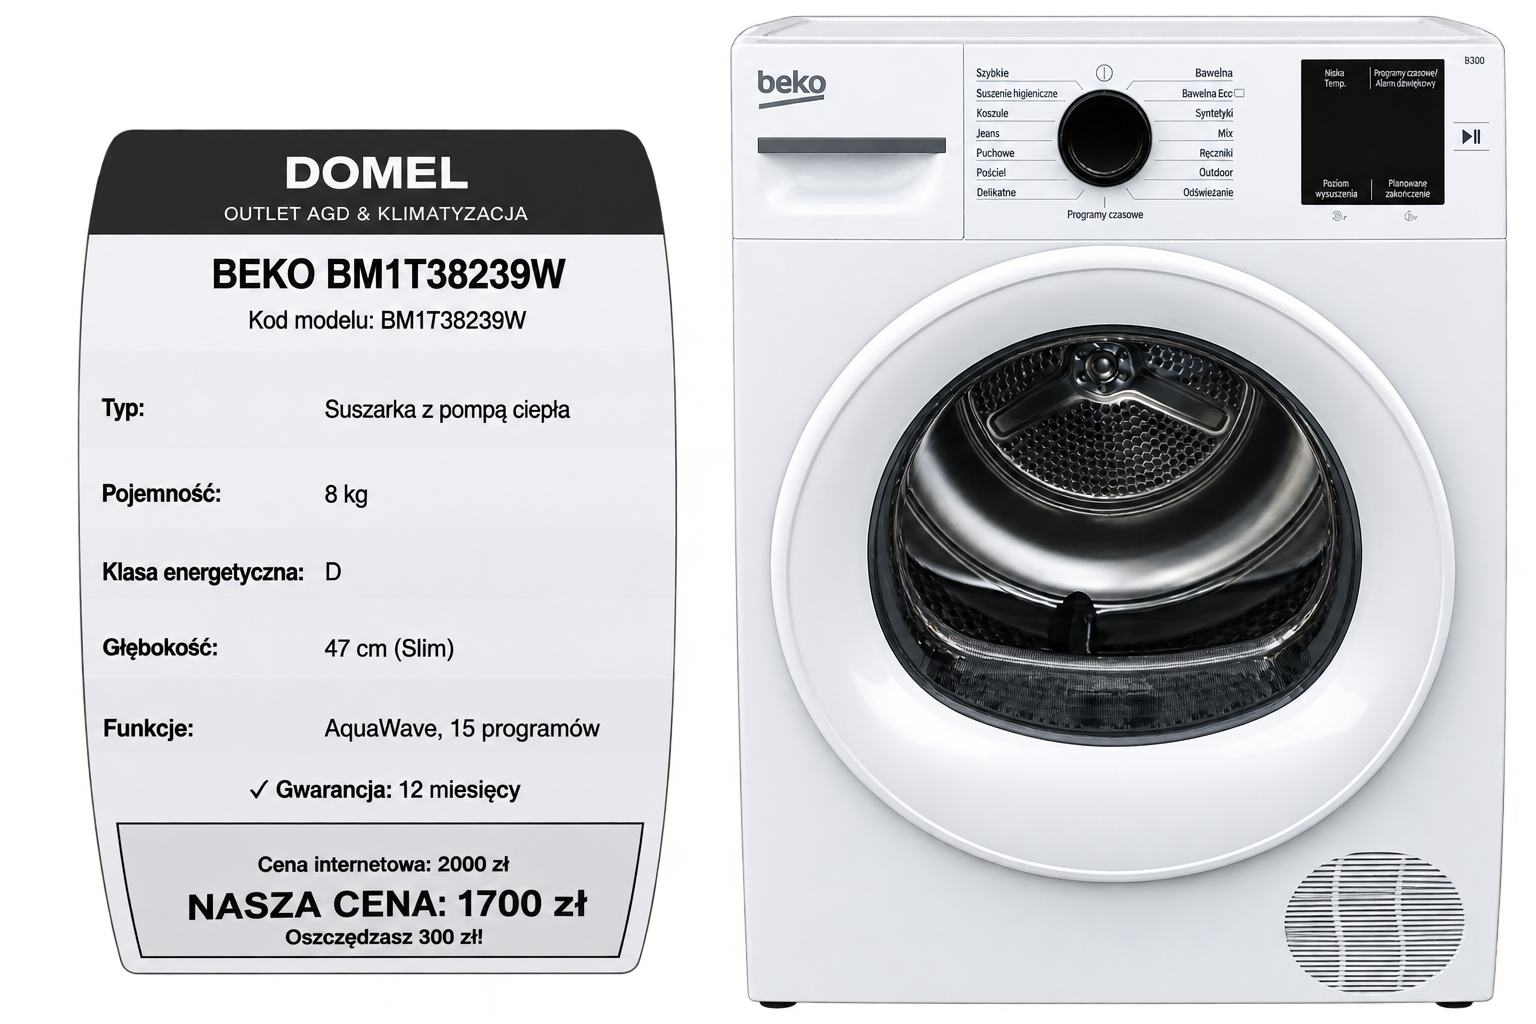 DOMEL
OUTLET AGD & KLIMATYZACJA
BEKO BM1T38239W
Kod modelu: BM1T38239W
Typ: Suszarka z pompą ciepła
Pojemność: 8 kg
Klasa energetyczna: D
Głębokość: 47 cm (Slim)
Funkcje: AquaWave, 15 programów
✓ Gwarancja: 12 miesięcy
Cena internetowa: 2000 zł
NASZA CENA: 1700 zł
Oszczędzasz 300 zł!
beko
Szybkie
Suszenie higieniczne
Koszule
Jeans
Puchowe
Pościel
Delikatne
Programy czasowe
Bawełna
Bawełna Eco
Syntetyki
Mix
Ręczniki
Outdoor
Odświeżanie
Niska
Temp.
Programy czasowe/
Alarm dźwiękowy
Poziom
wysuszenia
Planowane
zakończenie
B300